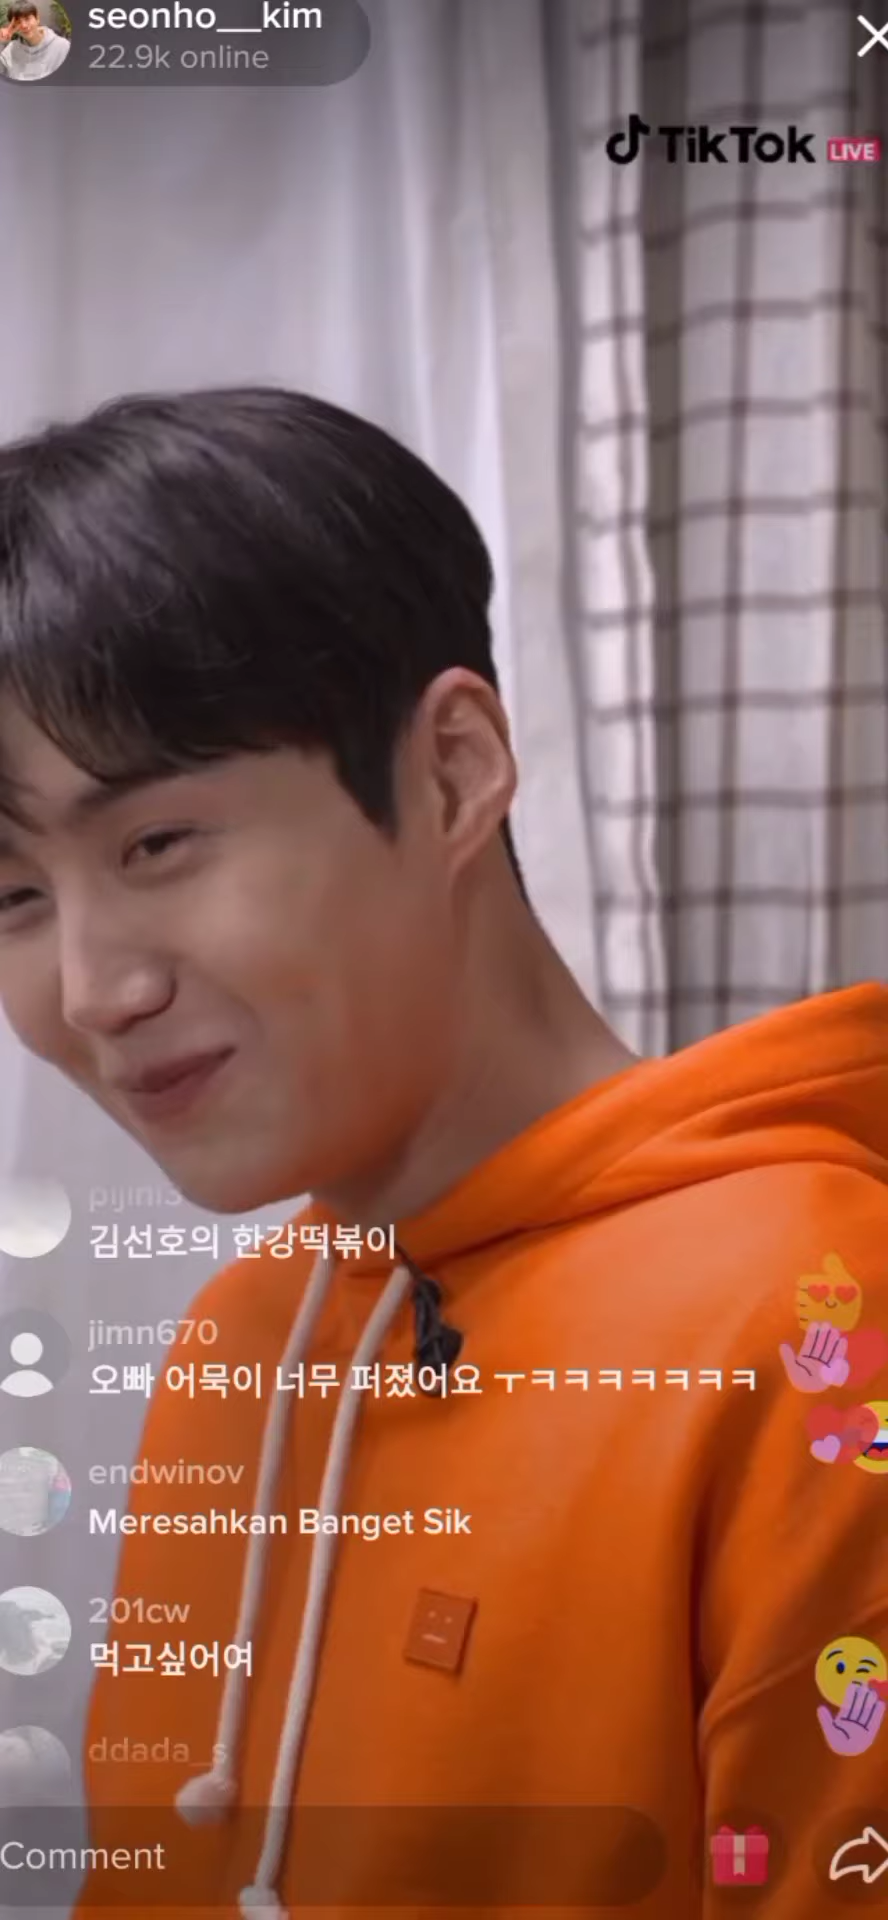 seonho__kim
22.9k online
TikTok LIVE
pijini3
김선호의 한강떡볶이
jimn670
오빠 어묵이 너무 퍼졌어요 ㅜㅋㅋㅋㅋㅋㅋㅋ
endwinov
Meresahkan Banget Sik
201cw
먹고싶어여
ddada_s
Comment